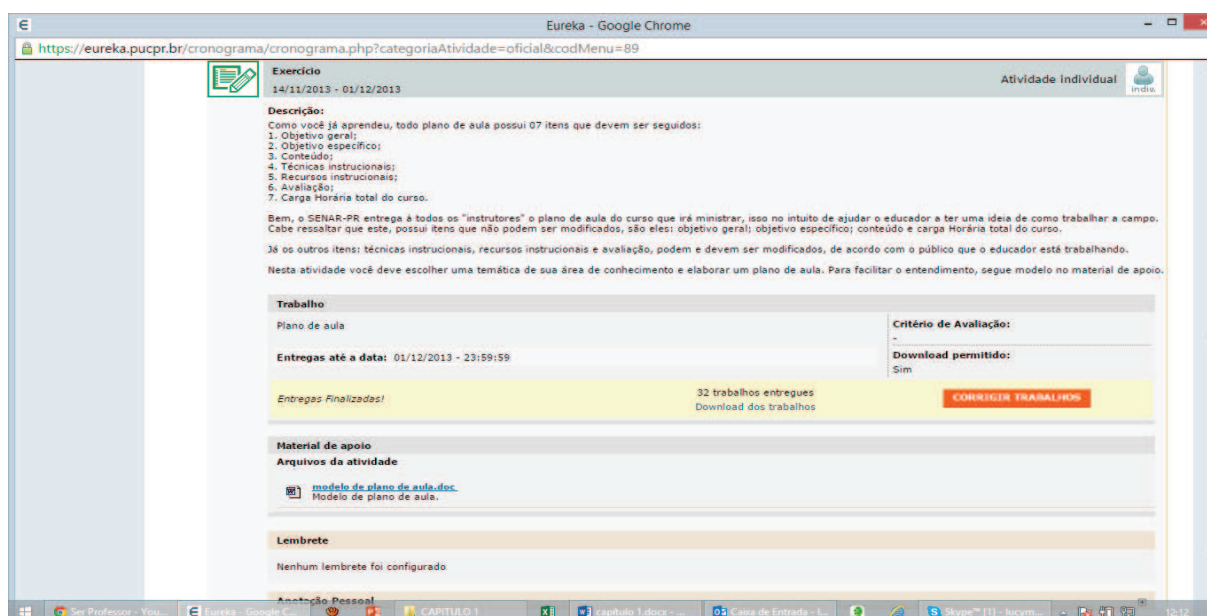 Eureka - Google Chrome
https://eureka.pucpr.br/cronograma/cronograma.php?categoriaAtividade=oficial&codMenu=89
Exercício
14/11/2013 - 01/12/2013
Atividade individual
indiv.
Descrição:
Como você já aprendeu, todo plano de aula possui 07 itens que devem ser seguidos:
1. Objetivo geral;
2. Objetivo específico;
3. Conteúdo;
4. Técnicas instrucionais;
5. Recursos instrucionais;
6. Avaliação;
7. Carga Horária total do curso.
Bem, o SENAR-PR entrega à todos os "instrutores" o plano de aula do curso que irá ministrar, isso no intuito de ajudar o educador a ter uma ideia de como trabalhar a campo.
Cabe ressaltar que este, possui itens que não podem ser modificados, são eles: objetivo geral; objetivo específico; conteúdo e carga Horária total do curso.
Já os outros itens: técnicas instrucionais, recursos instrucionais e avaliação, podem e devem ser modificados, de acordo com o público que o educador está trabalhando.
Nesta atividade você deve escolher uma temática de sua área de conhecimento e elaborar um plano de aula. Para facilitar o entendimento, segue modelo no material de apoio.
Trabalho
Plano de aula
Critério de Avaliação:
-
Entregas até a data: 01/12/2013 - 23:59:59
Download permitido:
Sim
Entregas Finalizadas!
32 trabalhos entregues
Download dos trabalhos
CORRIGIR TRABALHOS
Material de apoio
Arquivos da atividade
modelo de plano de aula.doc
Modelo de plano de aula.
Lembrete
Nenhum lembrete foi configurado
Anotação Pessoal
Ser Professor - You...
Eureka - Google C...
CAPITULO 1
capitulo 1.docx - ...
Caixa de Entrada - l...
Skype™ [1] - lucym...
12:12